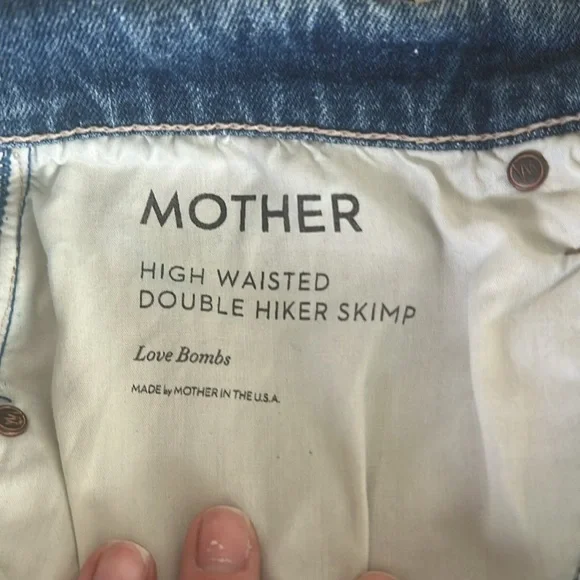 MOTHER
HIGH WAISTED
DOUBLE HIKER SKIMP
Love Bombs
MADE by MOTHER IN THE U.S.A.